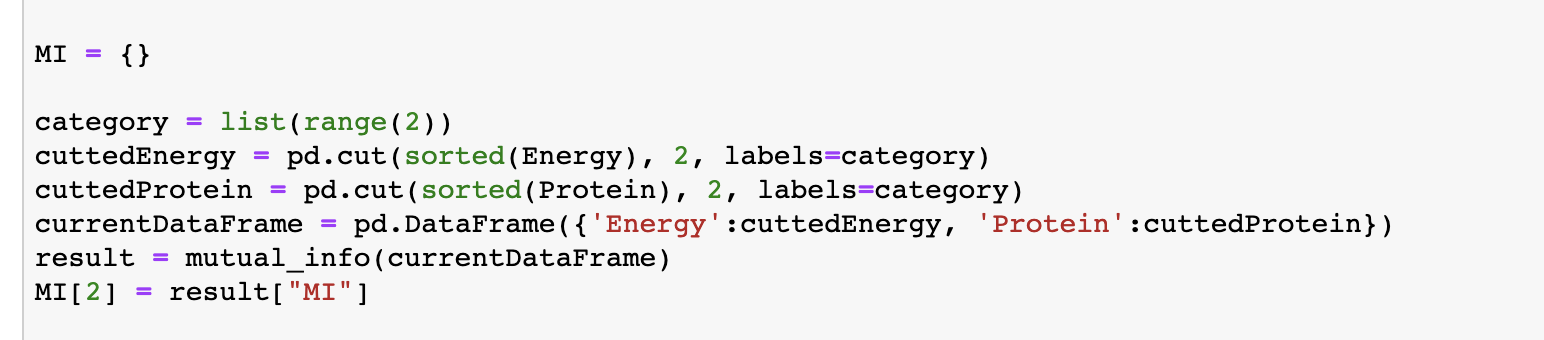 MI = {}
category = list(range(2))
cuttedEnergy = pd.cut(sorted(Energy), 2, labels=category)
cuttedProtein = pd.cut(sorted(Protein), 2, labels=category)
currentDataFrame = pd.DataFrame({'Energy':cuttedEnergy, 'Protein':cuttedProtein})
result = mutual_info(currentDataFrame)
MI[2] = result["MI"]